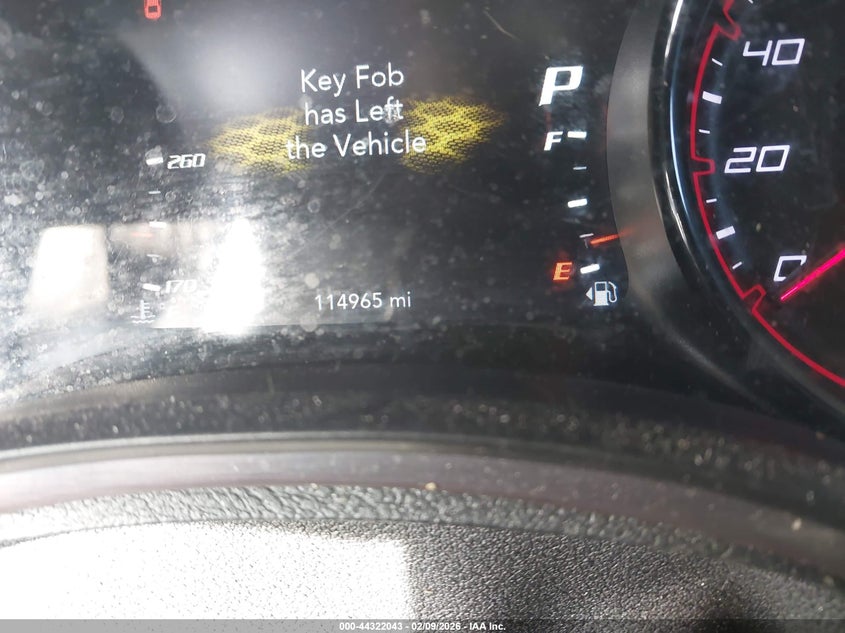 Key Fob
has Left
the Vehicle
P
F
E
260
170
114965 mi
40
20
0
000-44322043 - 02/09/2026 - IAA Inc.